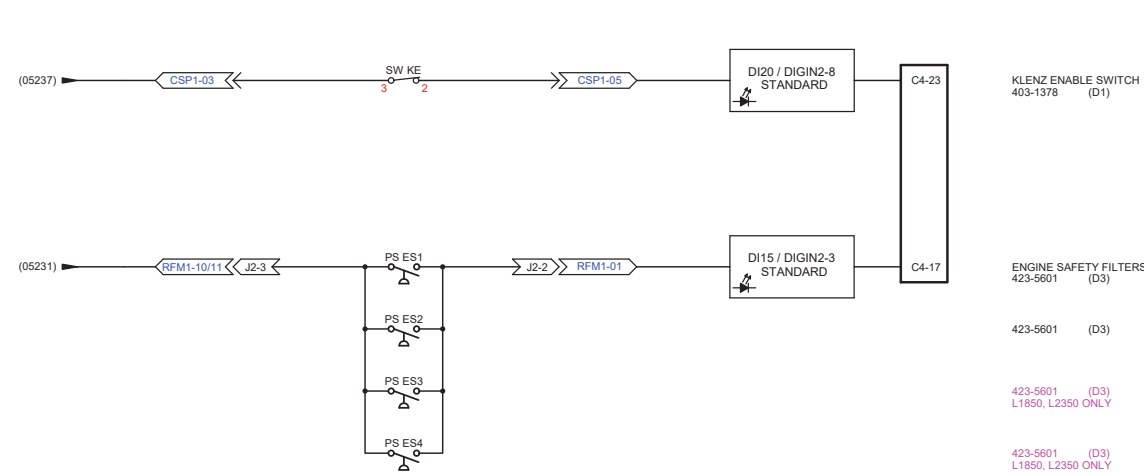 (05237)
CSP1-03
SW KE
3 2
CSP1-05
DI20 / DIGIN2-8
STANDARD
C4-23
KLENZ ENABLE SWITCH
403-1378 (D1)
(05231)
RFM1-10/11
J2-3
PS ES1
J2-2
RFM1-01
DI15 / DIGIN2-3
STANDARD
C4-17
ENGINE SAFETY FILTERS
423-5601 (D3)
PS ES2
423-5601 (D3)
PS ES3
423-5601 (D3)
L1850, L2350 ONLY
PS ES4
423-5601 (D3)
L1850, L2350 ONLY